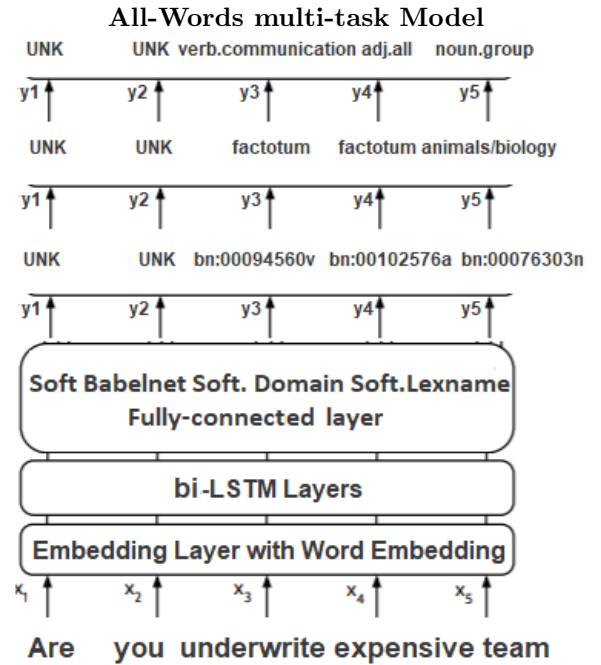 All-Words multi-task Model
UNK UNK verb.communication adj.all noun.group
y1 y2 y3 y4 y5
UNK UNK factotum factotum animals/biology
y1 y2 y3 y4 y5
UNK UNK bn:00094560v bn:00102576a bn:00076303n
y1 y2 y3 y4 y5
Soft Babelnet Soft. Domain Soft.Lexname
Fully-connected layer
bi-LSTM Layers
Embedding Layer with Word Embedding
x₁ x₂ x₃ x₄ x₅
Are you underwrite expensive team